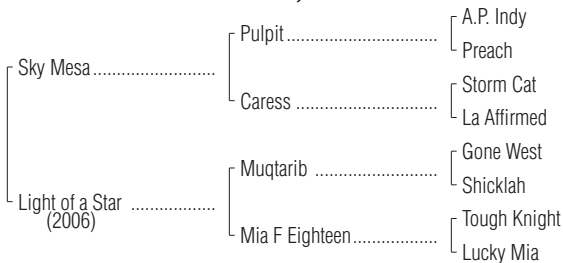 A.P. Indy
Pulpit
Preach
Sky Mesa
Storm Cat
Caress
La Affirmed
Gone West
Muqtarib
Shicklah
Light of a Star
(2006)
Tough Knight
Mia F Eighteen
Lucky Mia